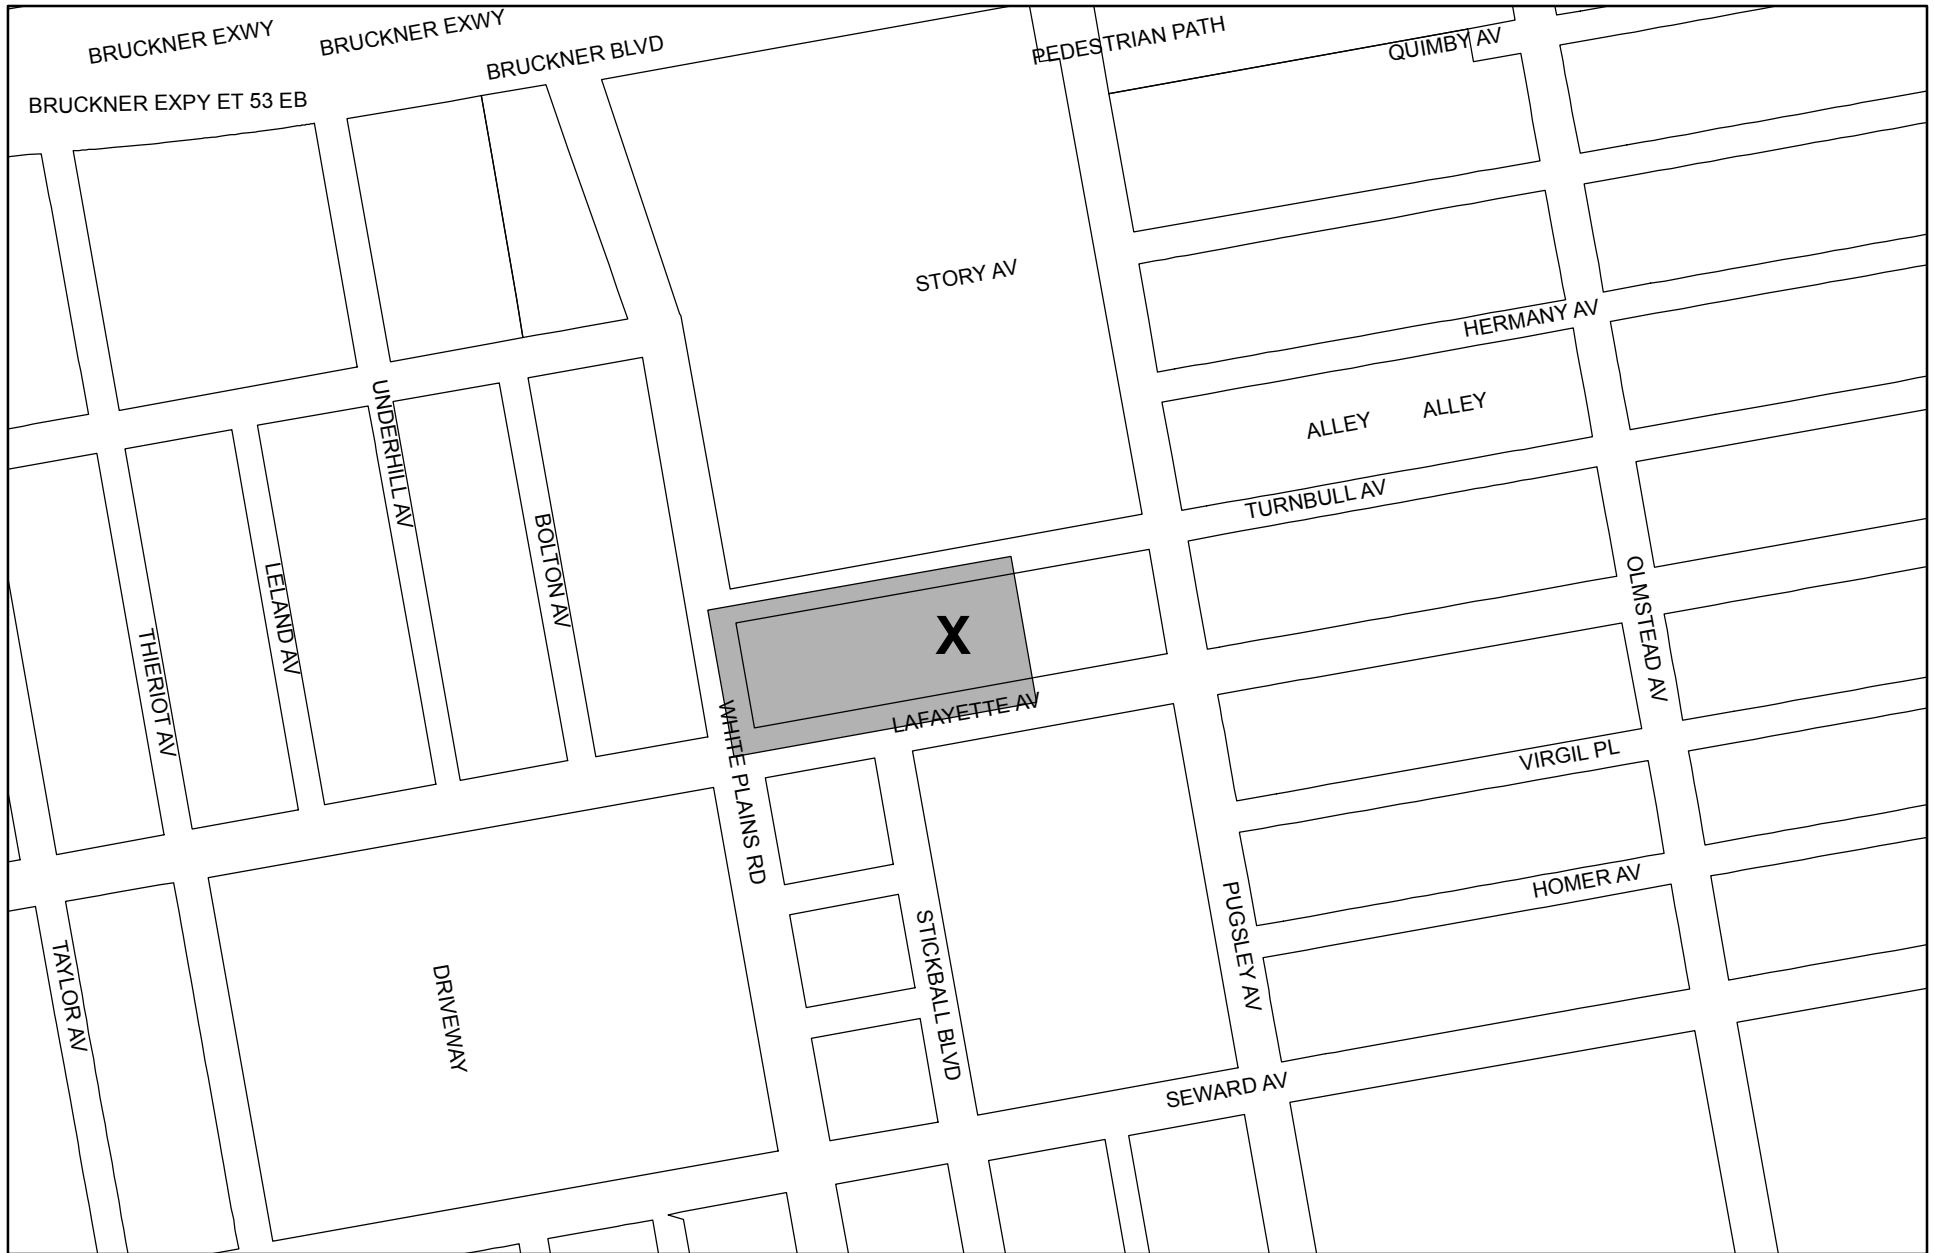 BRUCKNER EXWY
BRUCKNER EXWY
BRUCKNER BLVD
PEDESTRIAN PATH
QUIMBY AV
BRUCKNER EXPY ET 53 EB
STORY AV
HERMANY AV
ALLEY
ALLEY
UNDERHILL AV
TURNBULL AV
BOLTON AV
LELAND AV
OLMSTEAD AV
THIERIOT AV
X
LAFAYETTE AV
WHITE PLAINS RD
VIRGIL PL
HOMER AV
PUGSLEY AV
STICKBALL BLVD
TAYLOR AV
DRIVEWAY
SEWARD AV